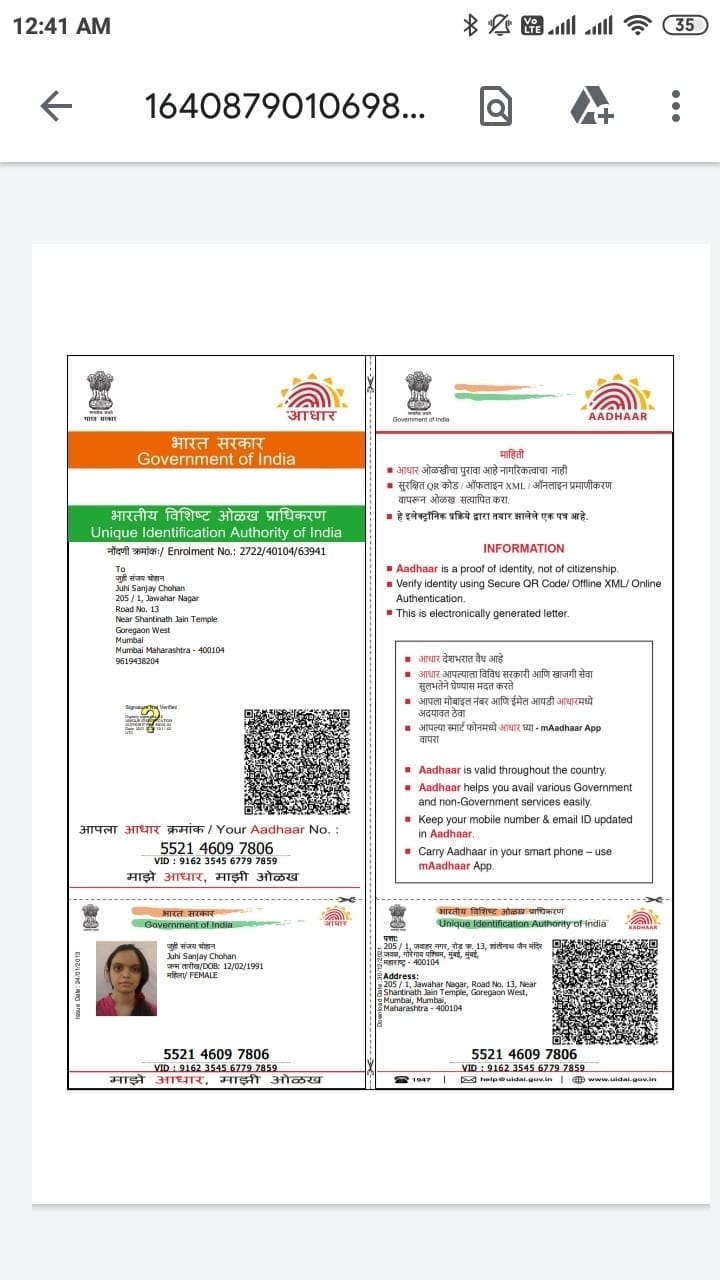 12:41 AM
Vo LTE
35
1640879010698...
भारत सरकार
आधार
भारत सरकार
Government of India
भारतीय विशिष्ट ओळख प्राधिकरण
Unique Identification Authority of India
नोंदणी क्रमांकः/ Enrolment No.: 2722/40104/63941
To
जुही संजय चोहान
Juhi Sanjay Chohan
205 / 1, Jawahar Nagar
Road No. 13
Near Shantinath Jain Temple
Goregaon West
Mumbai
Mumbai Maharashtra - 400104
9619438204
Signature Not Verified
आपला आधार क्रमांक / Your Aadhaar No. :
5521 4609 7806
VID : 9162 3545 6779 7859
माझे आधार, माझी ओळख
Government of India
AADHAAR
माहिती
आधार ओळखीचा पुरावा आहे नागरिकत्वाचा नाही
सुरक्षित QR कोड / ऑफलाइन XML / ऑनलाइन प्रमाणीकरण
वापरून ओळख सत्यापित करा.
हे इलेक्ट्रॉनिक प्रक्रिये द्वारा तयार झालेले एक पत्र आहे.
INFORMATION
Aadhaar is a proof of identity, not of citizenship.
Verify identity using Secure QR Code/ Offline XML/ Online
Authentication.
This is electronically generated letter.
आधार देशभरात वैध आहे
आधार आपल्याला विविध सरकारी आणि खाजगी सेवा
सुलभतेने घेण्यास मदत करते
आपला मोबाइल नंबर आणि ईमेल आयडी आधारमध्ये
अदयावत ठेवा
आपल्या स्मार्ट फोनमध्ये आधार घ्या - mAadhaar App
वापरा
Aadhaar is valid throughout the country.
Aadhaar helps you avail various Government
and non-Government services easily.
Keep your mobile number & email ID updated
in Aadhaar.
Carry Aadhaar in your smart phone – use
mAadhaar App.
भारत सरकार
Government of India
आधार
Issue Date: 24/01/2013
जुही संजय चोहान
Juhi Sanjay Chohan
जन्म तारीख/DOB: 12/02/1991
महिला/ FEMALE
5521 4609 7806
VID : 9162 3545 6779 7859
माझे आधार, माझी ओळख
भारतीय विशिष्ट ओळख प्राधिकरण
Unique Identification Authority of India
AADHAAR
Download Date: 30/12/2021
पत्ता:
205 / 1, जवाहर नगर, रोड क्र. 13, शांतीनाथ जैन मंदिर
जवळ, गोरेगाव पश्चिम, मुंबई, मुंबई,
महाराष्ट्र - 400104
Address:
205 / 1, Jawahar Nagar, Road No. 13, Near
Shantinath Jain Temple, Goregaon West,
Mumbai, Mumbai,
Maharashtra - 400104
5521 4609 7806
VID : 9162 3545 6779 7859
1947 | help@uidai.gov.in | www.uidai.gov.in